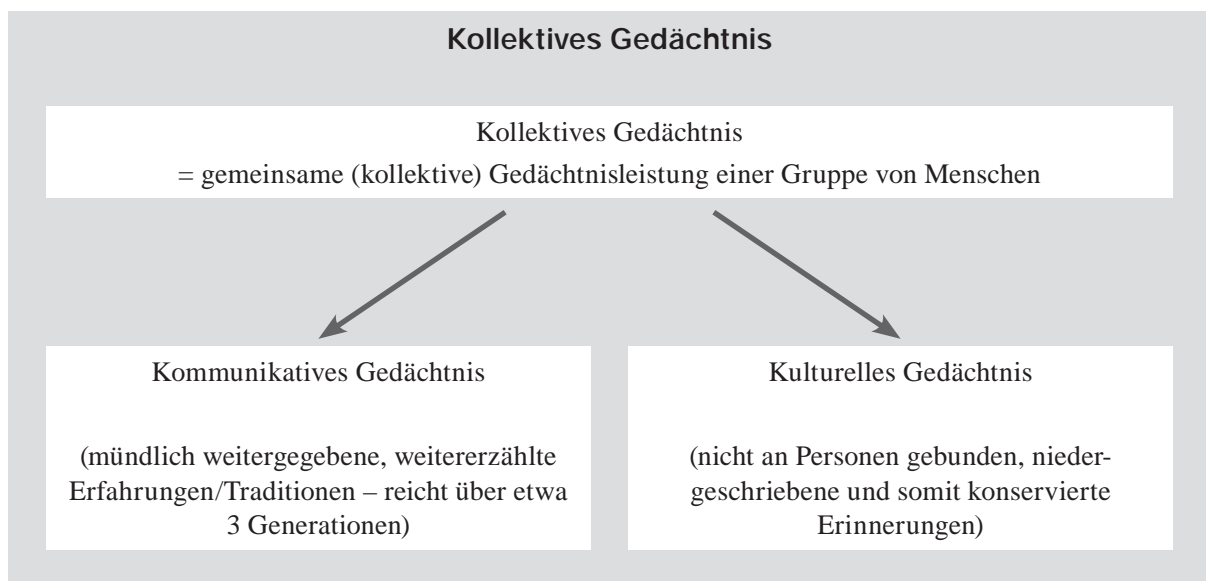 Kollektives Gedächtnis
Kollektives Gedächtnis
= gemeinsame (kollektive) Gedächtnisleistung einer Gruppe von Menschen
Kommunikatives Gedächtnis
(mündlich weitergegebene, weitererzählte
Erfahrungen/Traditionen – reicht über etwa
3 Generationen)
Kulturelles Gedächtnis
(nicht an Personen gebunden, nieder-
geschriebene und somit konservierte
Erinnerungen)